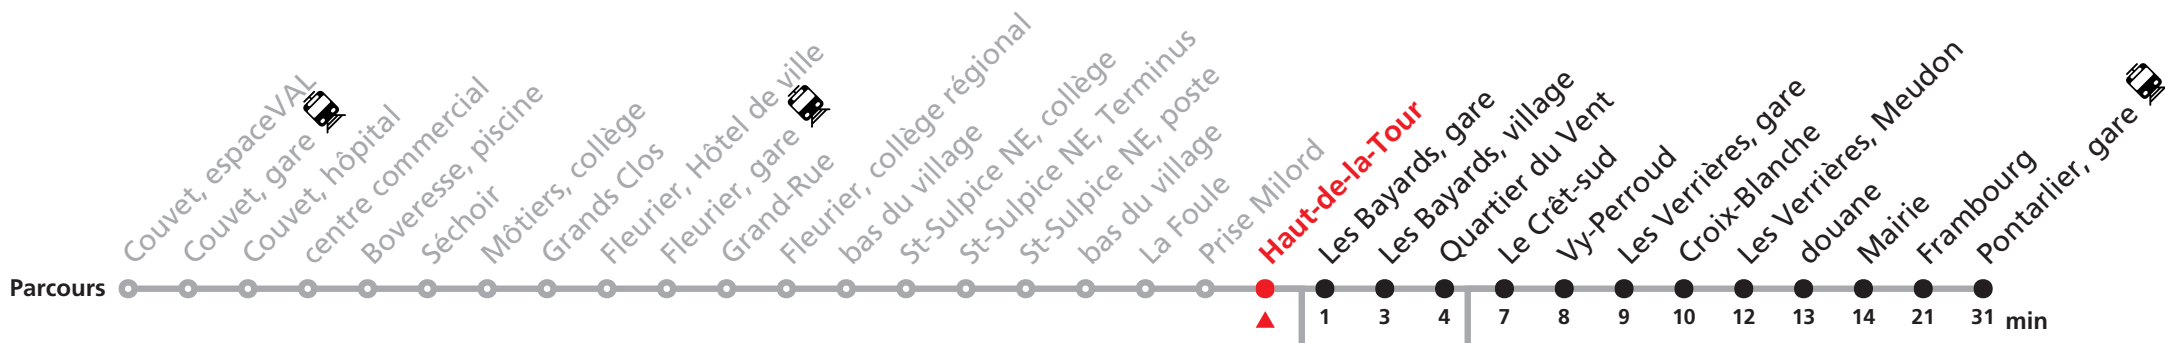 Couvet, espaceVAL
Couvet, gare
Couvet, hôpital
centre commercial
Boveresse, piscine
Séchoir
Môtiers, collège
Grands Clos
Fleurier, Hôtel de ville
Fleurier, gare
Grand-Rue
Fleurier, collège régional
bas du village
St-Sulpice NE, collège
St-Sulpice NE, Terminus
St-Sulpice NE, poste
bas du village
La Foule
Prise Milord
Haut-de-la-Tour
Les Bayards, gare
Les Bayards, village
Quartier du Vent
Le Crêt-sud
Vy-Perroud
Les Verrières, gare
Croix-Blanche
Les Verrières, Meudon
douane
Mairie
Frambourg
Pontarlier, gare
Parcours
1 3 4 7 8 9 10 12 13 14 21 31 min